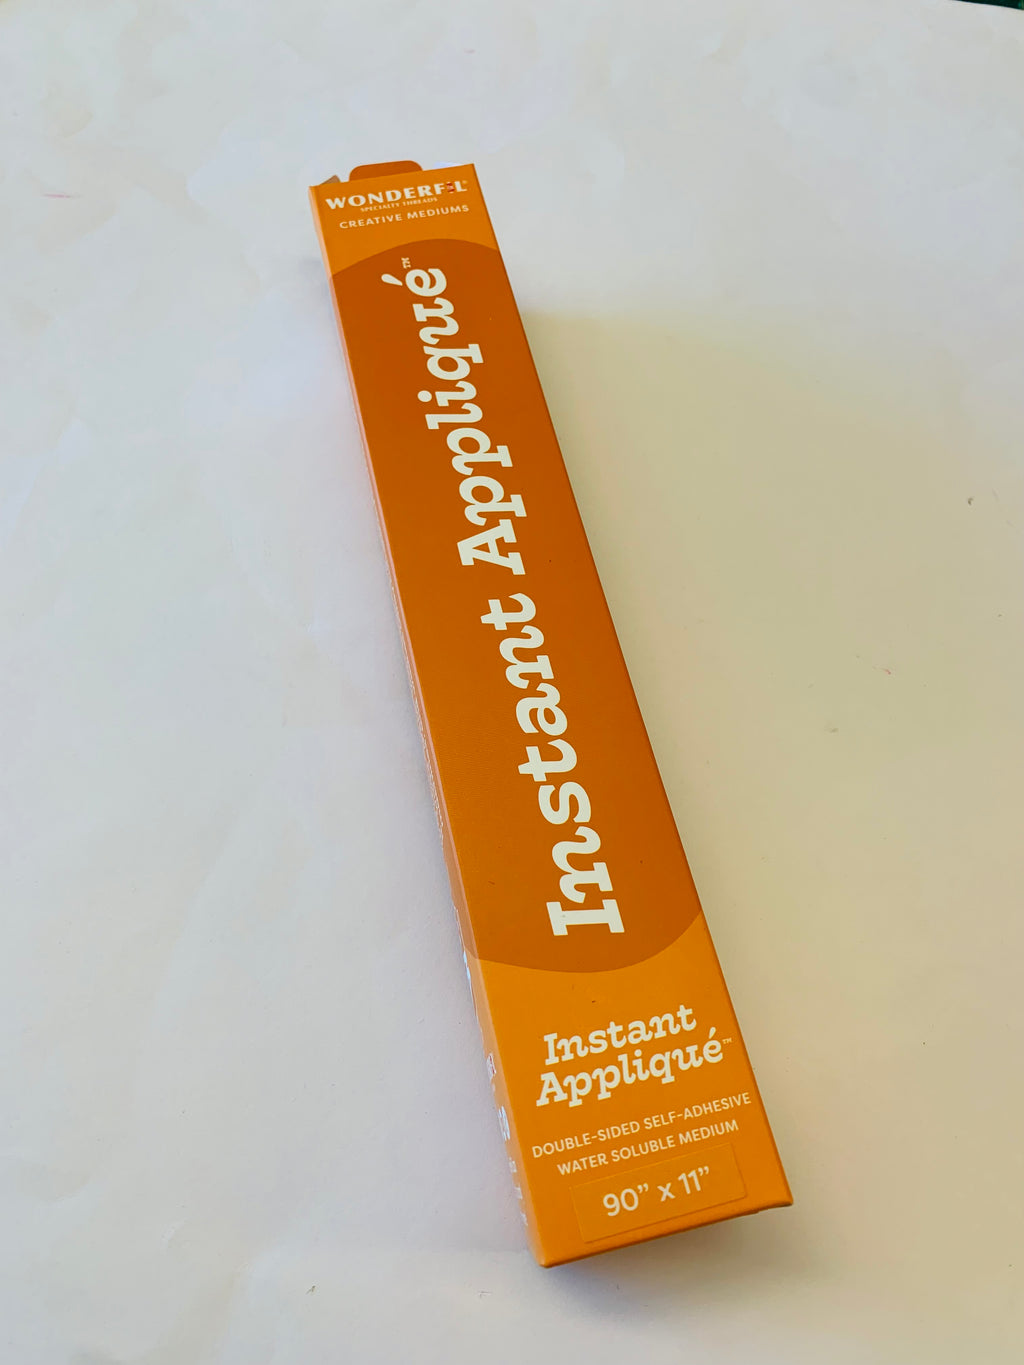 WONDERFIL®
SPECIALTY THREADS
CREATIVE MEDIUMS
Instant Appliqué™
Instant
Appliqué™
DOUBLE-SIDED SELF-ADHESIVE
WATER SOLUBLE MEDIUM
90” x 11”